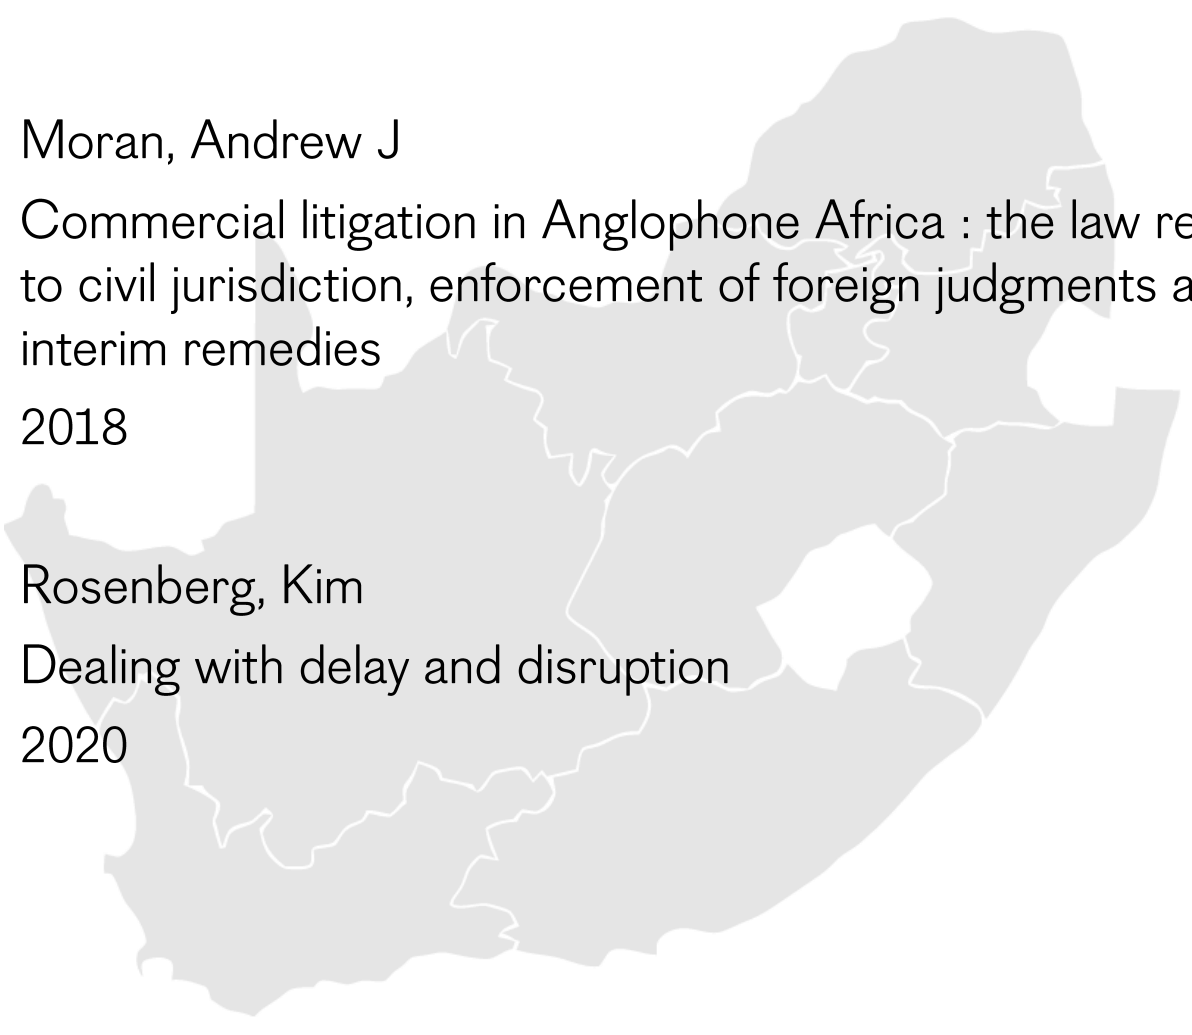 Moran, Andrew J
Commercial litigation in Anglophone Africa : the law re
to civil jurisdiction, enforcement of foreign judgments a
interim remedies
2018
Rosenberg, Kim
Dealing with delay and disruption
2020